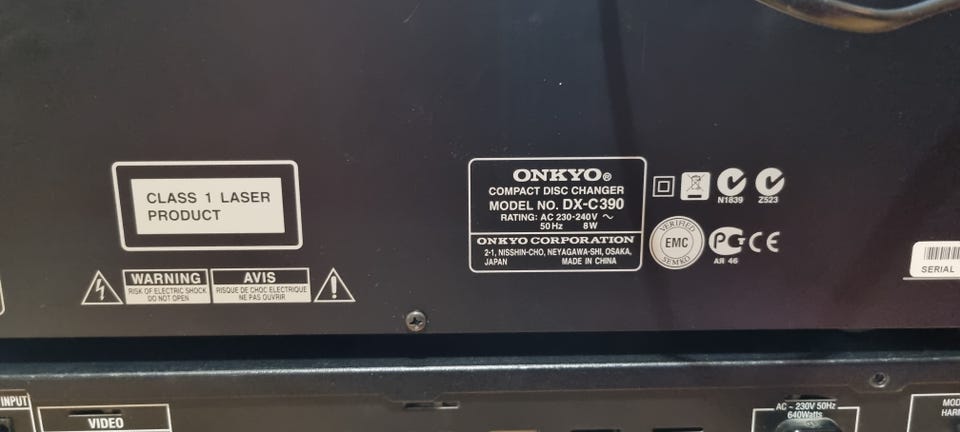 CLASS 1 LASER
PRODUCT
WARNING
RISK OF ELECTRIC SHOCK
DO NOT OPEN
AVIS
RISQUE DE CHOC ELECTRIQUE
NE PAS OUVRIR
ONKYO®
COMPACT DISC CHANGER
MODEL NO. DX-C390
RATING: AC 230-240V ~
50Hz 8W
ONKYO CORPORATION
2-1, NISSHIN-CHO, NEYAGAWA-SHI, OSAKA,
JAPAN MADE IN CHINA
N1839
Z523
VERIFIED
EMC
SEMKO
PG
CE
АЯ 46
SERIAL
INPUT
VIDEO
AC ~ 230V 50Hz
640Watts